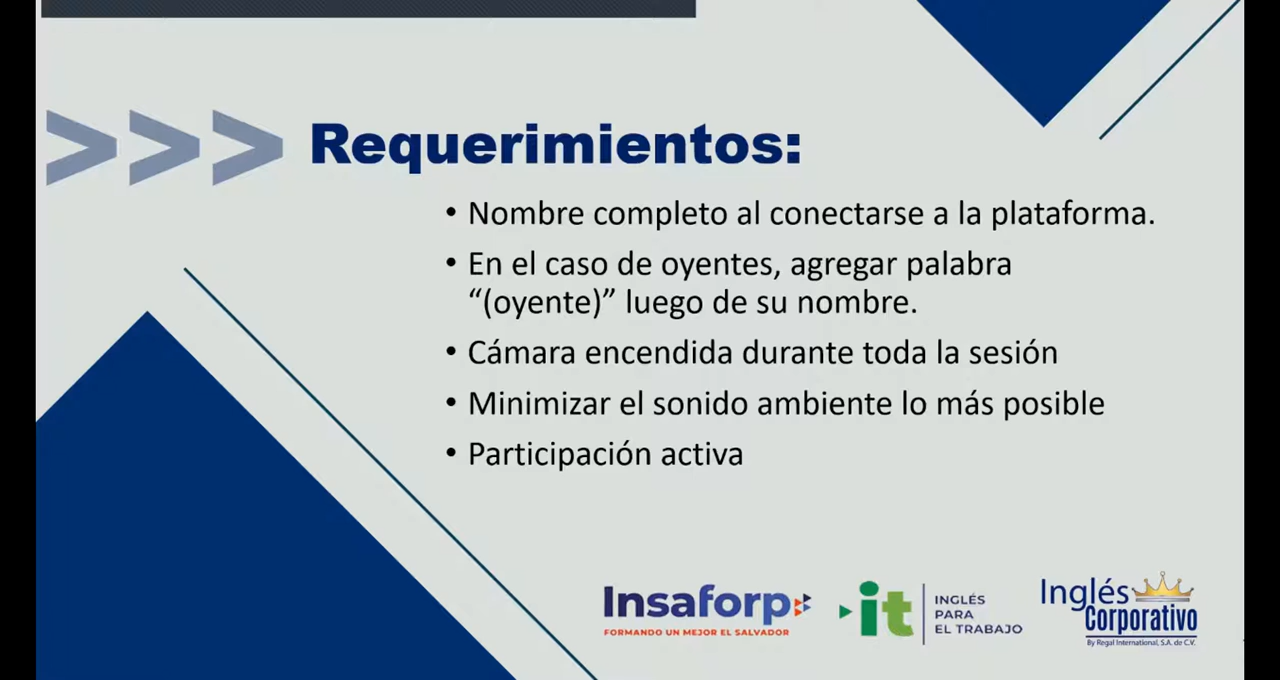 >>> Requerimientos:
• Nombre completo al conectarse a la plataforma.
• En el caso de oyentes, agregar palabra
“(oyente)” luego de su nombre.
• Cámara encendida durante toda la sesión
• Minimizar el sonido ambiente lo más posible
• Participación activa
Insaforp
FORMANDO UN MEJOR EL SALVADOR
it
INGLÉS
PARA
EL TRABAJO
Inglés
Corporativo
By Regal International, S.A. de C.V.